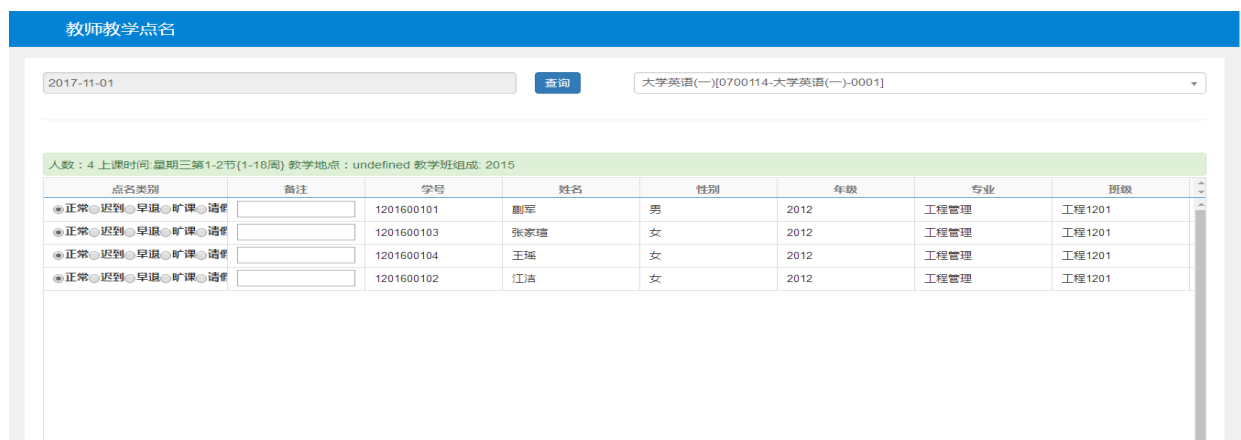 教师教学点名
2017-11-01 查询 大学英语(一)[0700114-大学英语(一)-0001]
人数：4 上课时间:星期三第1-2节{1-18周} 教学地点：undefined 教学班组成: 2015
点名类别 备注 学号 姓名 性别 年级 专业 班级
正常 迟到 早退 旷课 请假 1201600101 蒯军 男 2012 工程管理 工程1201
正常 迟到 早退 旷课 请假 1201600103 张家瑄 女 2012 工程管理 工程1201
正常 迟到 早退 旷课 请假 1201600104 王瑶 女 2012 工程管理 工程1201
正常 迟到 早退 旷课 请假 1201600102 江洁 女 2012 工程管理 工程1201